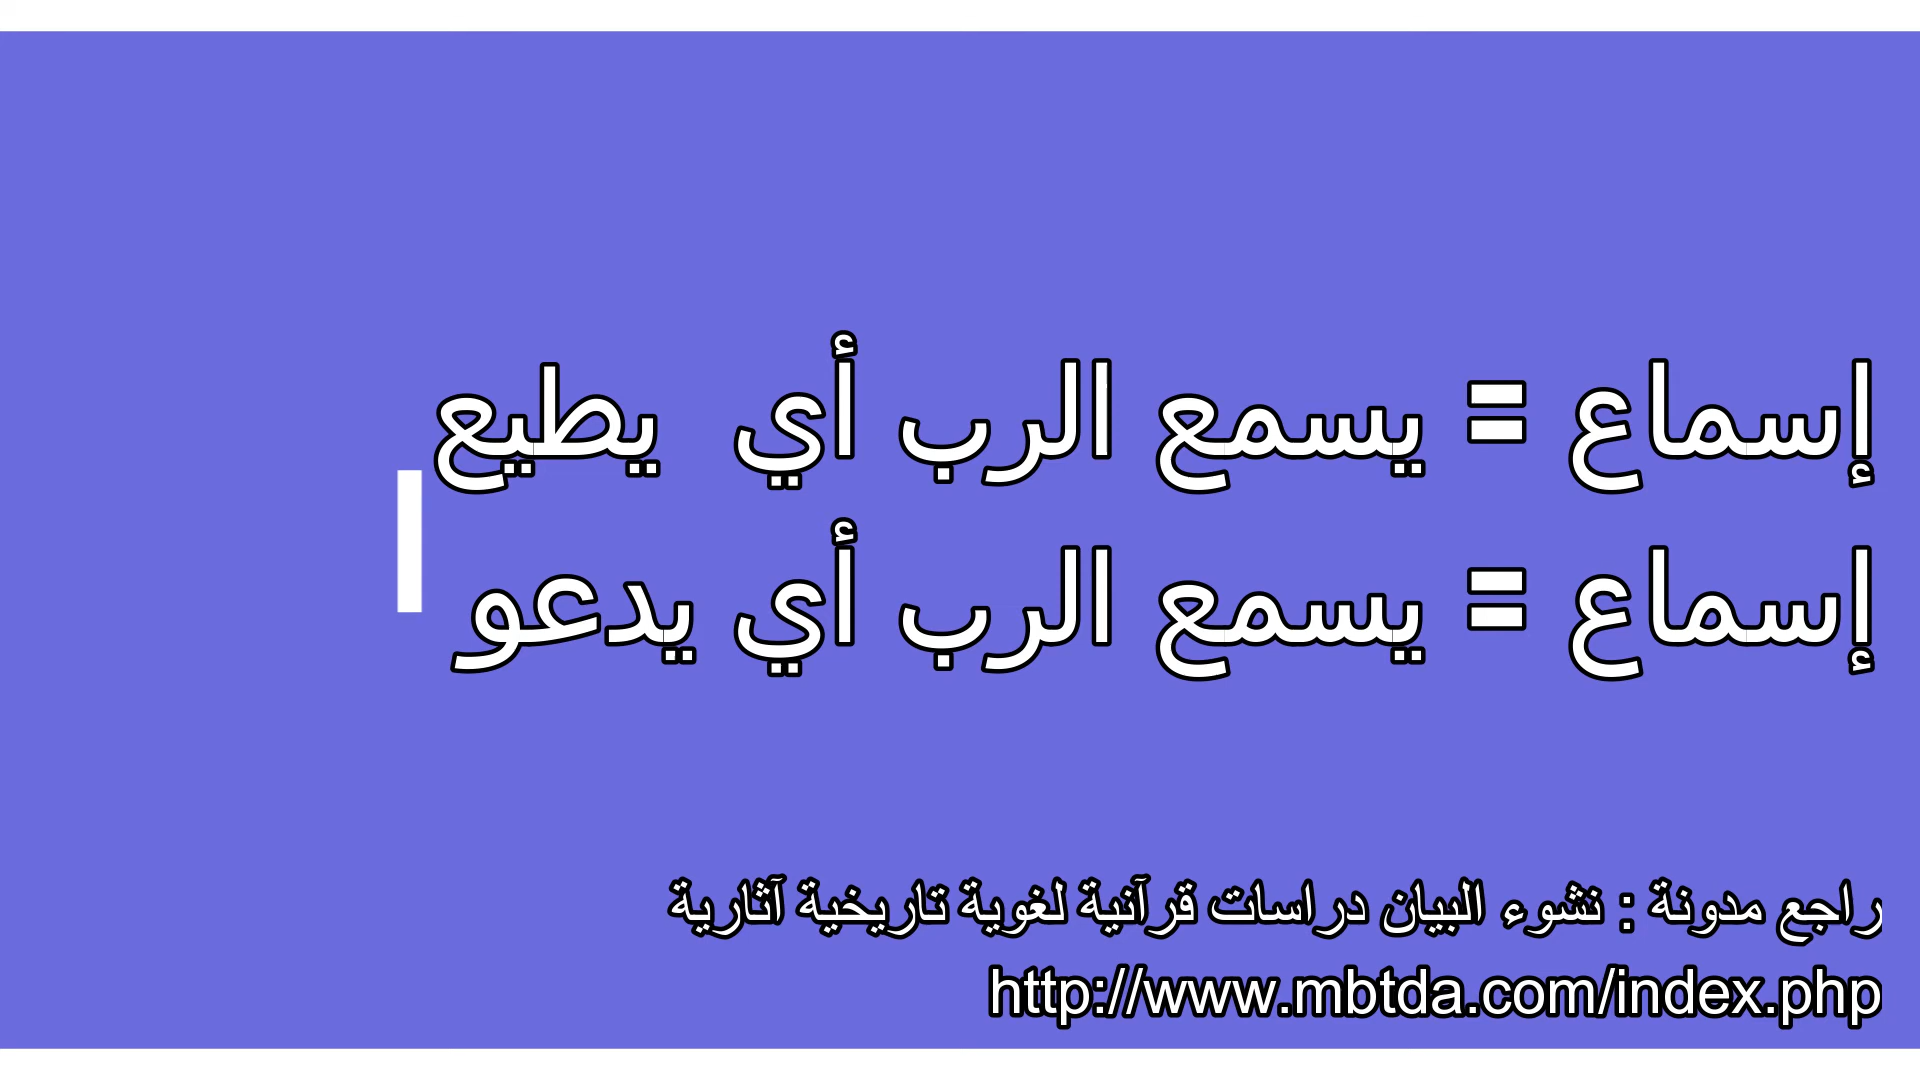 إسماع = يسمع الرب أي يطيع
إسماع = يسمع الرب أي يدعو
راجع مدونة : نشوء البيان دراسات قرآنية لغوية تاريخية آثارية
http://www.mbtda.com/index.php